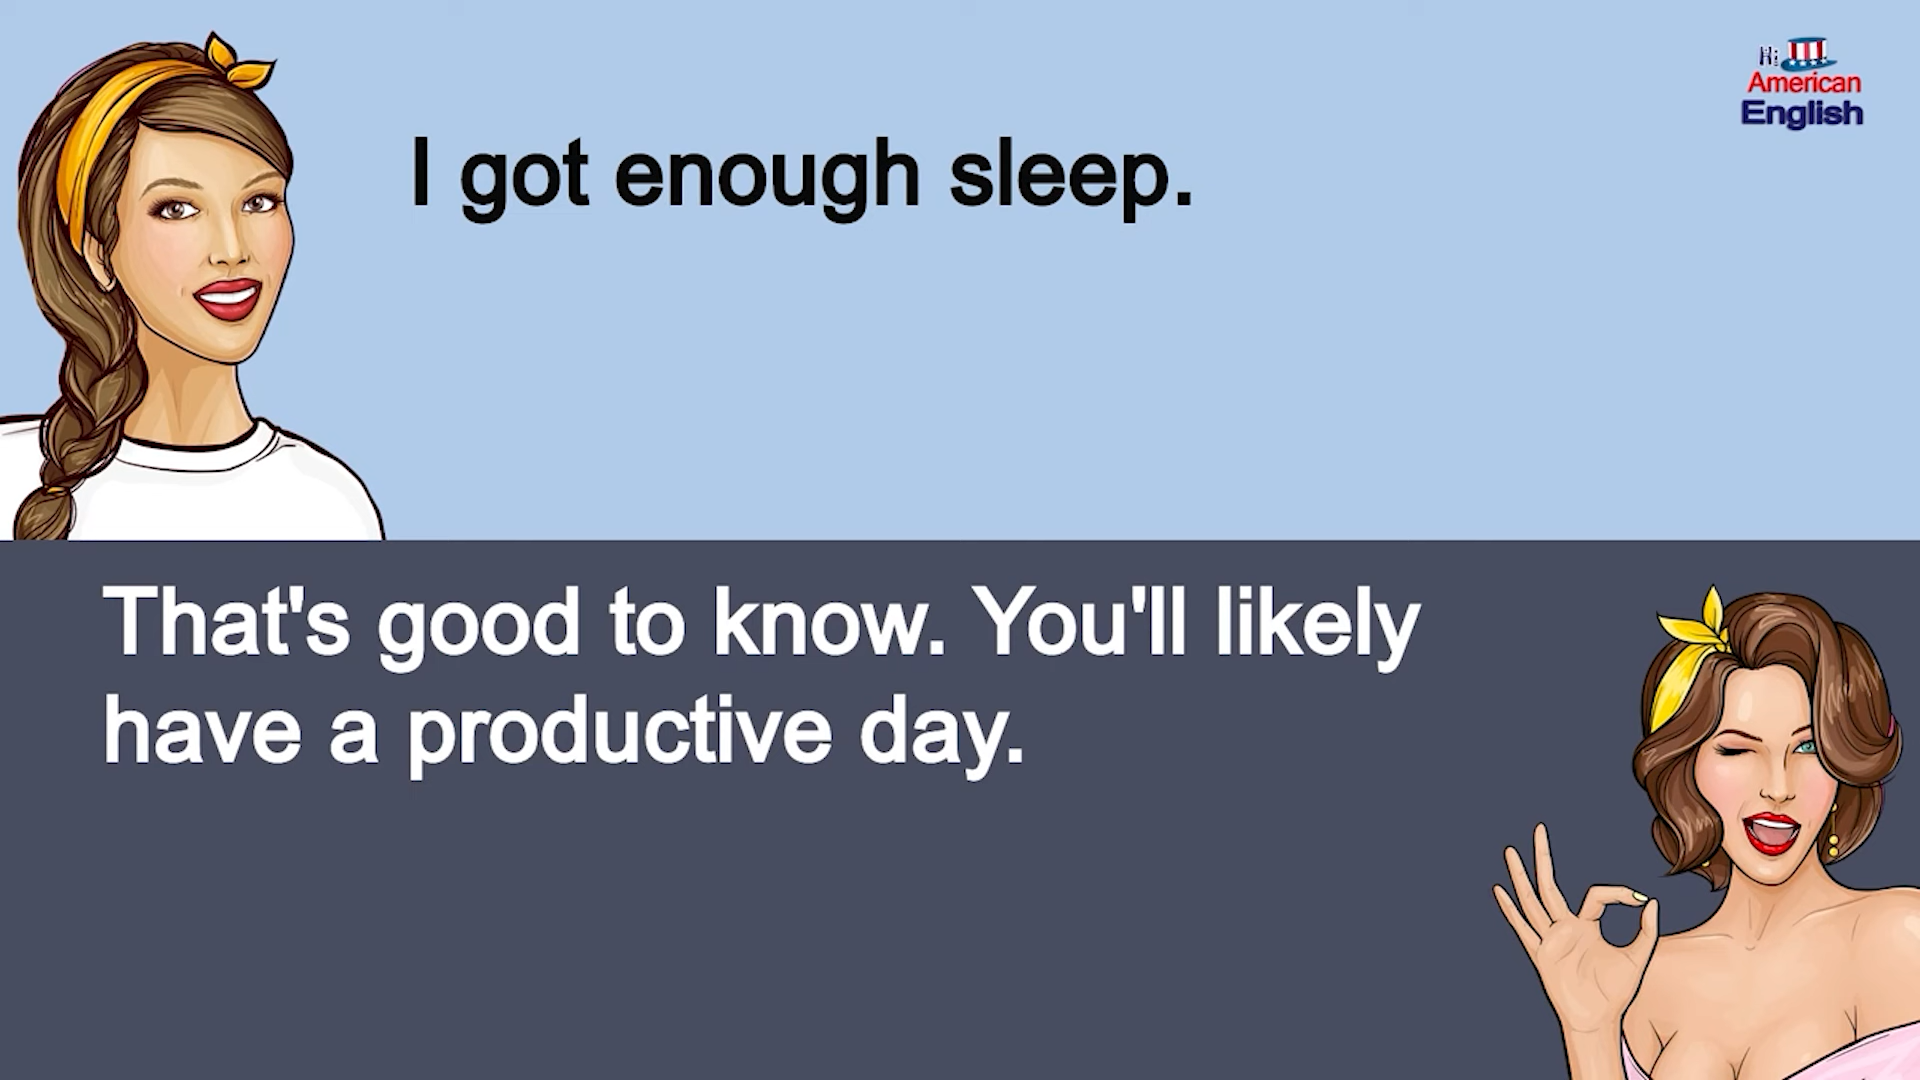 Hi
American
English
I got enough sleep.
That's good to know. You'll likely
have a productive day.